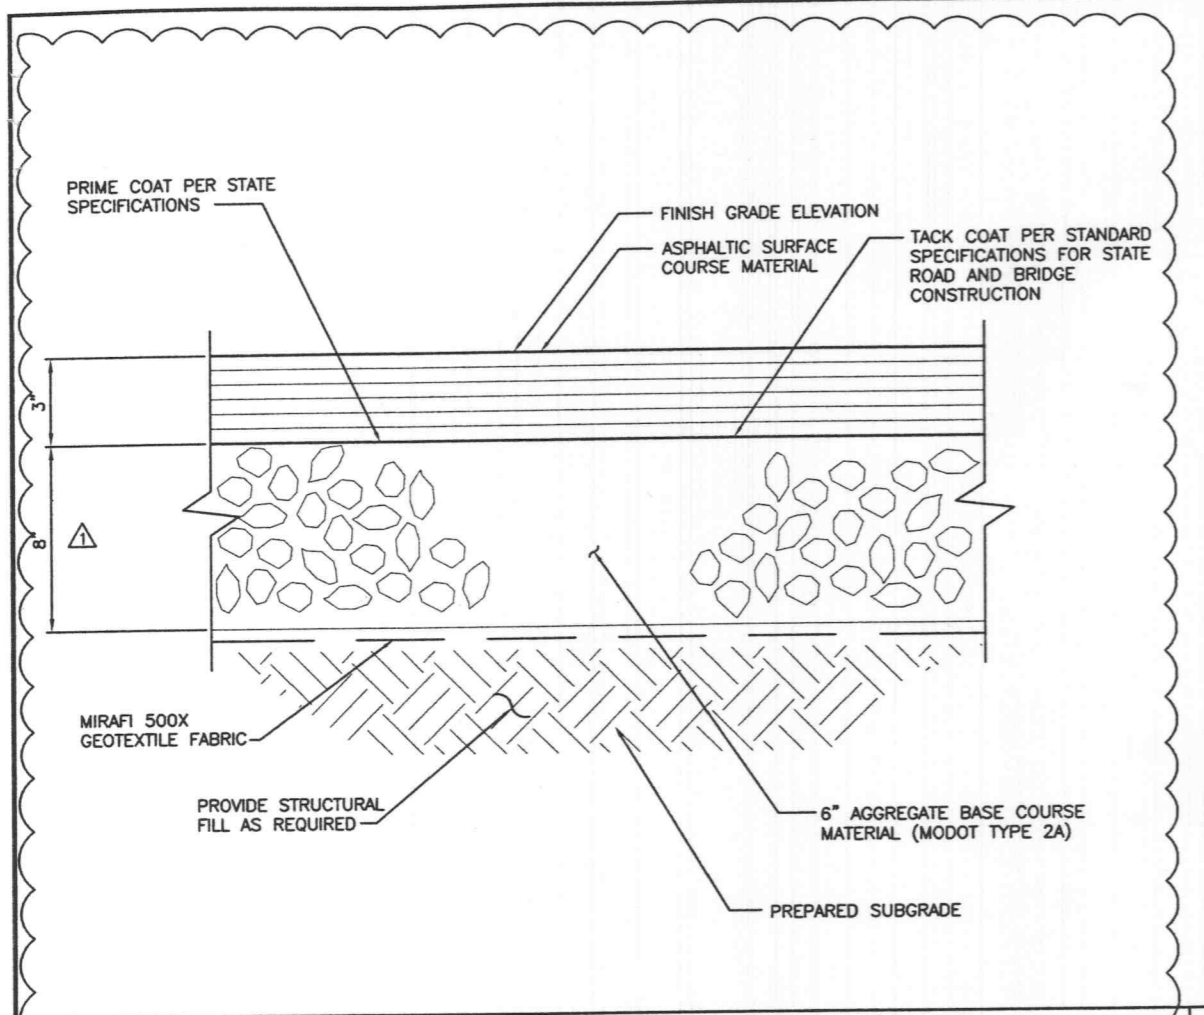 PRIME COAT PER STATE
SPECIFICATIONS
FINISH GRADE ELEVATION
ASPHALTIC SURFACE
COURSE MATERIAL
TACK COAT PER STANDARD
SPECIFICATIONS FOR STATE
ROAD AND BRIDGE
CONSTRUCTION
3"
8"
1
MIRAFI 500X
GEOTEXTILE FABRIC
PROVIDE STRUCTURAL
FILL AS REQUIRED
6" AGGREGATE BASE COURSE
MATERIAL (MODOT TYPE 2A)
PREPARED SUBGRADE